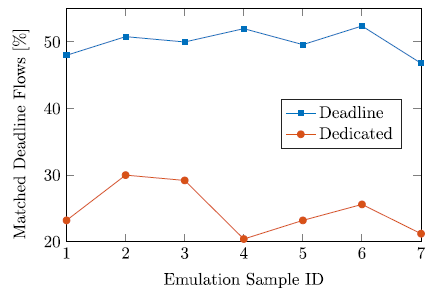 Matched Deadline Flows [%]
50
40
30
20
Deadline
Dedicated
1 2 3 4 5 6 7
Emulation Sample ID